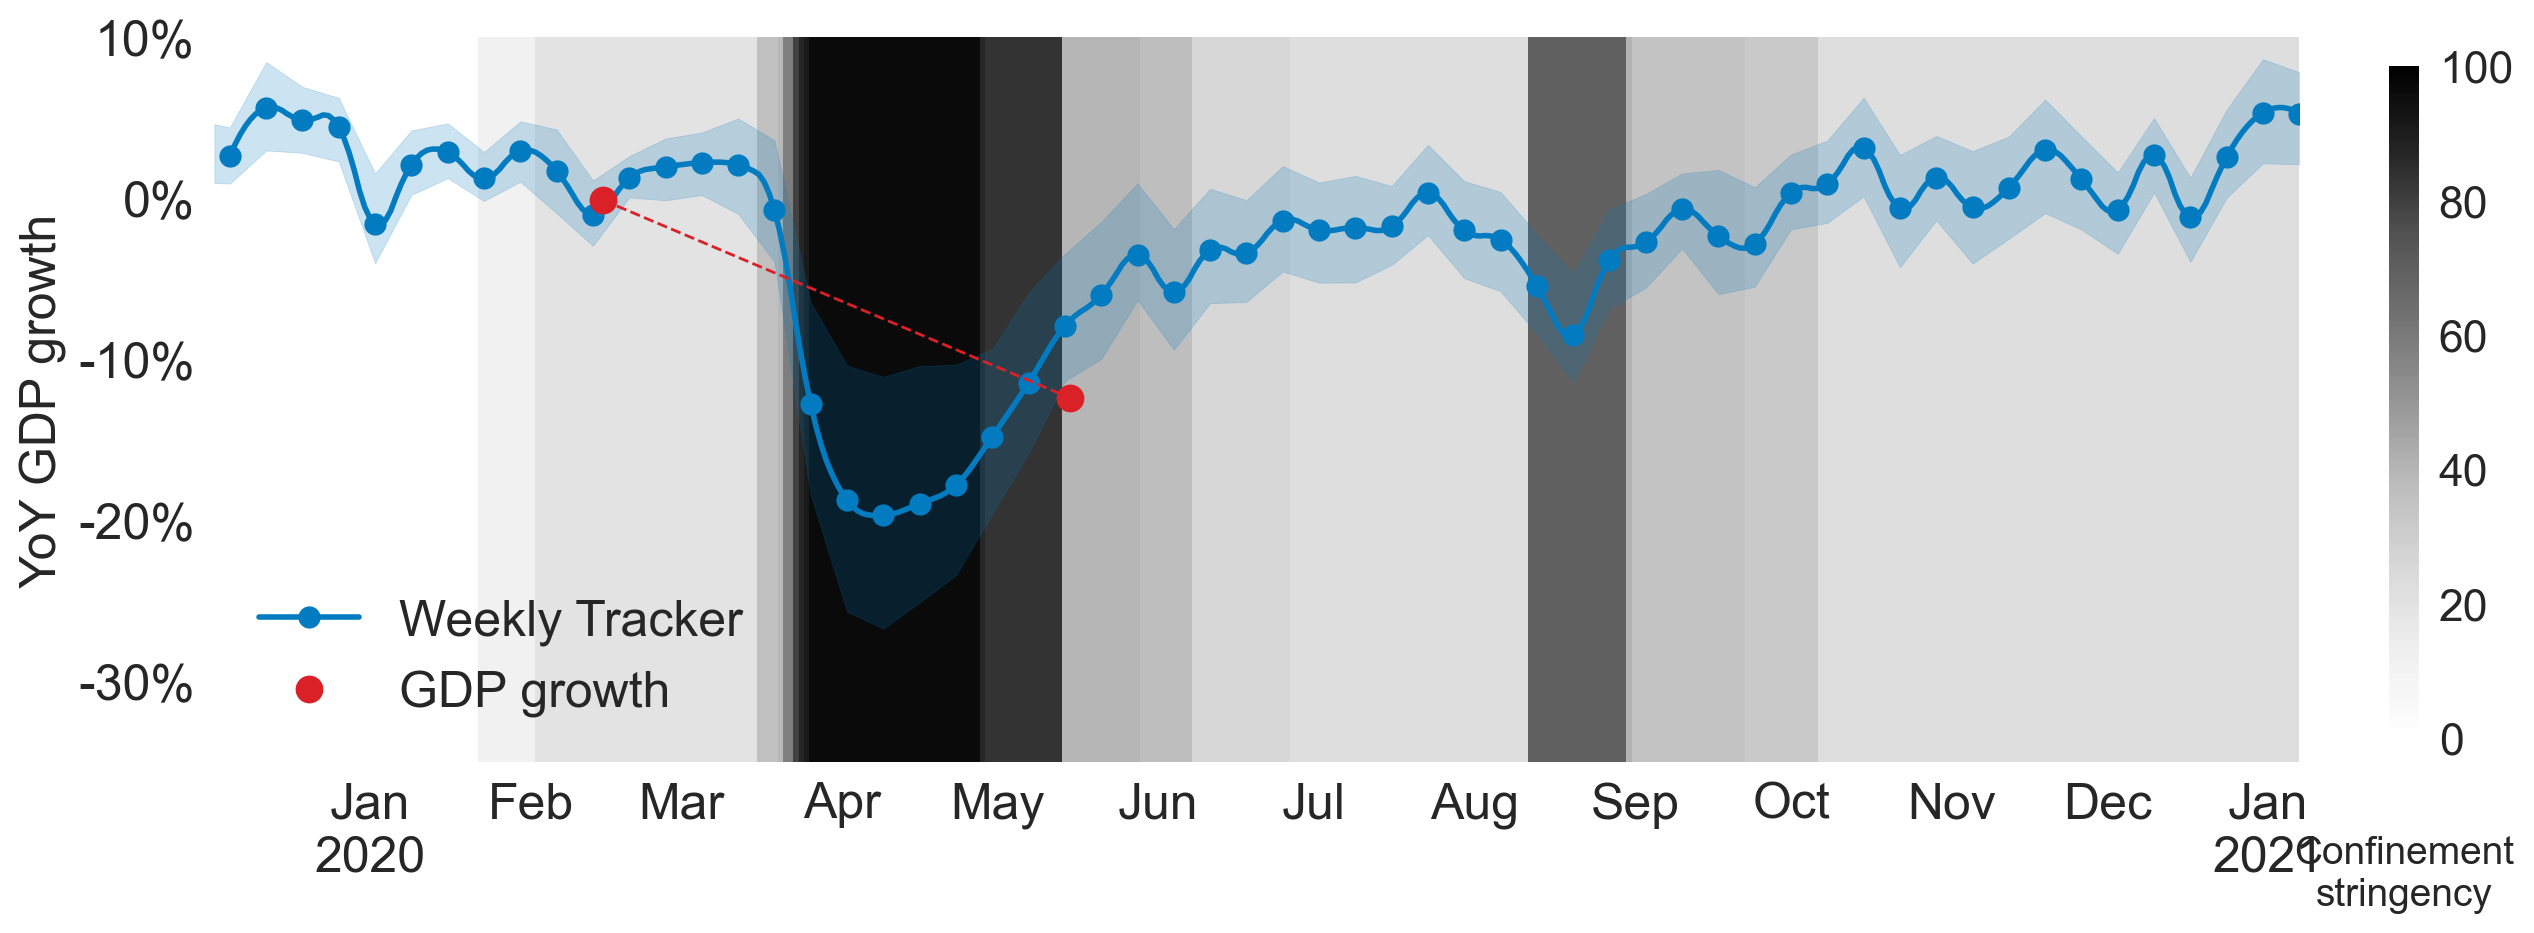 10%
0%
-10%
-20%
-30%
YoY GDP growth
Weekly Tracker
GDP growth
Jan
2020
Feb
Mar
Apr
May
Jun
Jul
Aug
Sep
Oct
Nov
Dec
Jan
2021
100
80
60
40
20
0
Confinement
stringency